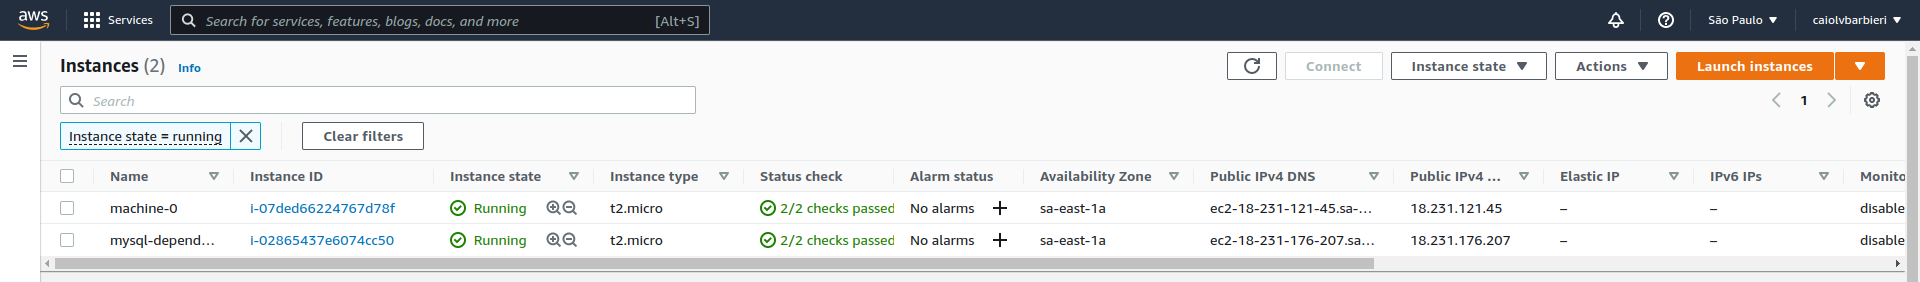 aws Services Search for services, features, blogs, docs, and more [Alt+S] São Paulo caiolvbarbieri
Instances (2) Info Connect Instance state Actions Launch instances
Search 1
Instance state = running Clear filters
Name Instance ID Instance state Instance type Status check Alarm status Availability Zone Public IPv4 DNS Public IPv4 ... Elastic IP IPv6 IPs Monito
machine-0 i-07ded66224767d78f Running t2.micro 2/2 checks passed No alarms + sa-east-1a ec2-18-231-121-45.sa-... 18.231.121.45 – – disable
mysql-depend... i-02865437e6074cc50 Running t2.micro 2/2 checks passed No alarms + sa-east-1a ec2-18-231-176-207.sa... 18.231.176.207 – – disable